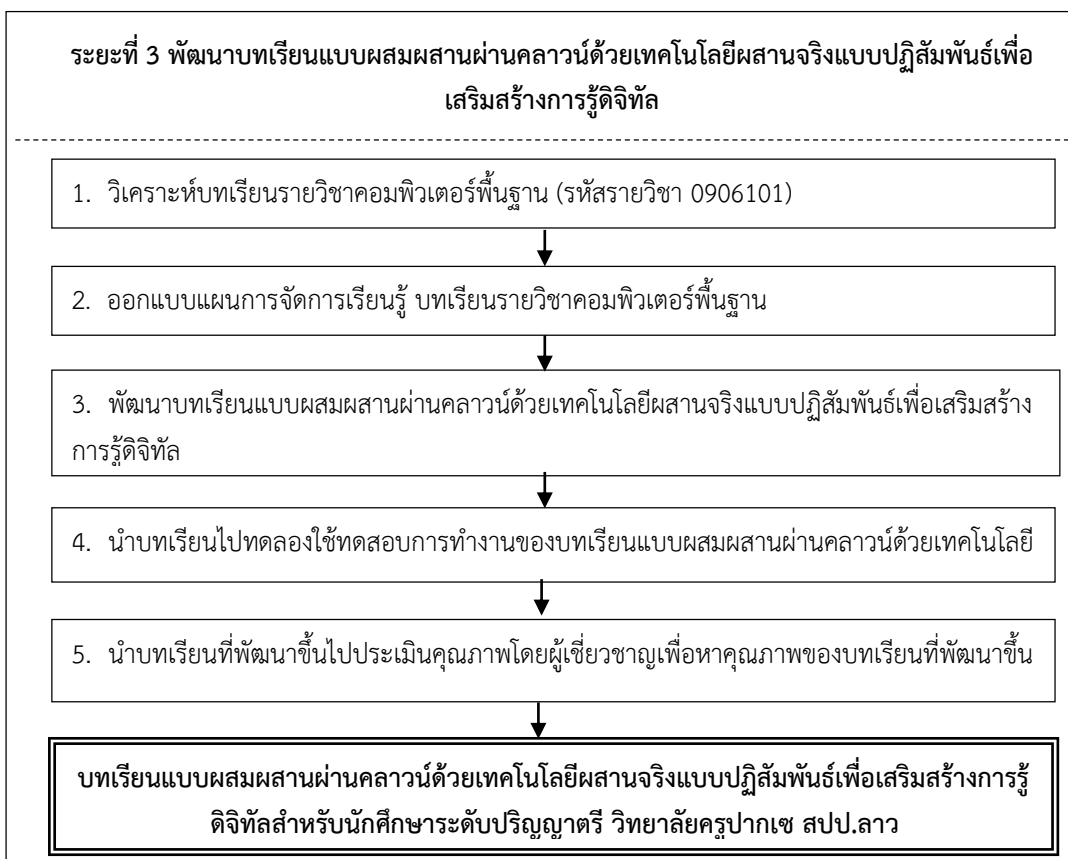 ระยะที่ 3 พัฒนาบทเรียนแบบผสมผสานผ่านคลาวน์ด้วยเทคโนโลยีผสานจริงแบบปฏิสัมพันธ์เพื่อ
เสริมสร้างการรู้ดิจิทัล
1. วิเคราะห์บทเรียนรายวิชาคอมพิวเตอร์พื้นฐาน (รหัสรายวิชา 0906101)
2. ออกแบบแผนการจัดการเรียนรู้ บทเรียนรายวิชาคอมพิวเตอร์พื้นฐาน
3. พัฒนาบทเรียนแบบผสมผสานผ่านคลาวน์ด้วยเทคโนโลยีผสานจริงแบบปฏิสัมพันธ์เพื่อเสริมสร้าง
การรู้ดิจิทัล
4. นำบทเรียนไปทดลองใช้ทดสอบการทำงานของบทเรียนแบบผสมผสานผ่านคลาวน์ด้วยเทคโนโลยี
5. นำบทเรียนที่พัฒนาขึ้นไปประเมินคุณภาพโดยผู้เชี่ยวชาญเพื่อหาคุณภาพของบทเรียนที่พัฒนาขึ้น
บทเรียนแบบผสมผสานผ่านคลาวน์ด้วยเทคโนโลยีผสานจริงแบบปฏิสัมพันธ์เพื่อเสริมสร้างการรู้
ดิจิทัลสำหรับนักศึกษาระดับปริญญาตรี วิทยาลัยครูปากเซ สปป.ลาว